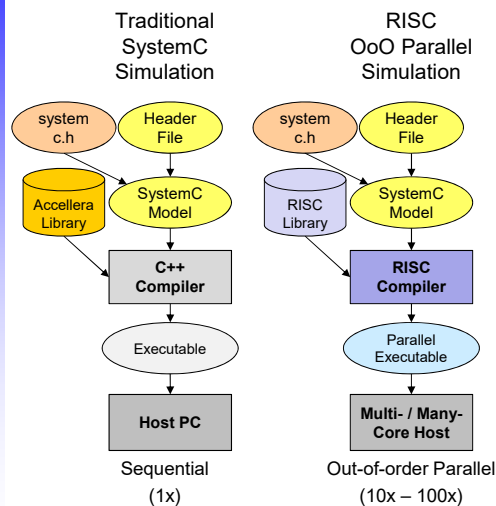 Traditional
SystemC
Simulation
system
c.h
Header
File
Accellera
Library
SystemC
Model
C++
Compiler
Executable
Host PC
Sequential
(1x)
RISC
OoO Parallel
Simulation
system
c.h
Header
File
RISC
Library
SystemC
Model
RISC
Compiler
Parallel
Executable
Multi- / Many-
Core Host
Out-of-order Parallel
(10x – 100x)